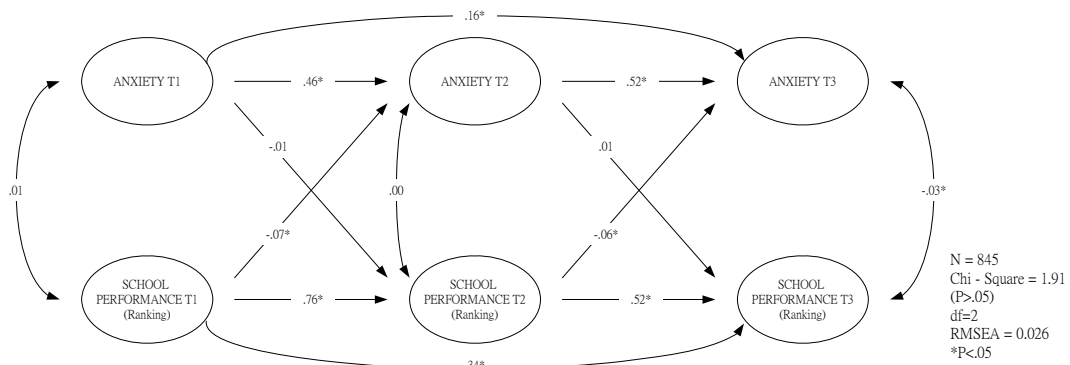 .16*
ANXIETY T1
.46*
ANXIETY T2
.52*
ANXIETY T3
-.01
.01
.01
.00
-.03*
-.07*
-.06*
SCHOOL
PERFORMANCE T1
(Ranking)
.76*
SCHOOL
PERFORMANCE T2
(Ranking)
.52*
SCHOOL
PERFORMANCE T3
(Ranking)
.34*
N = 845
Chi - Square = 1.91
(P>.05)
df=2
RMSEA = 0.026
*P<.05